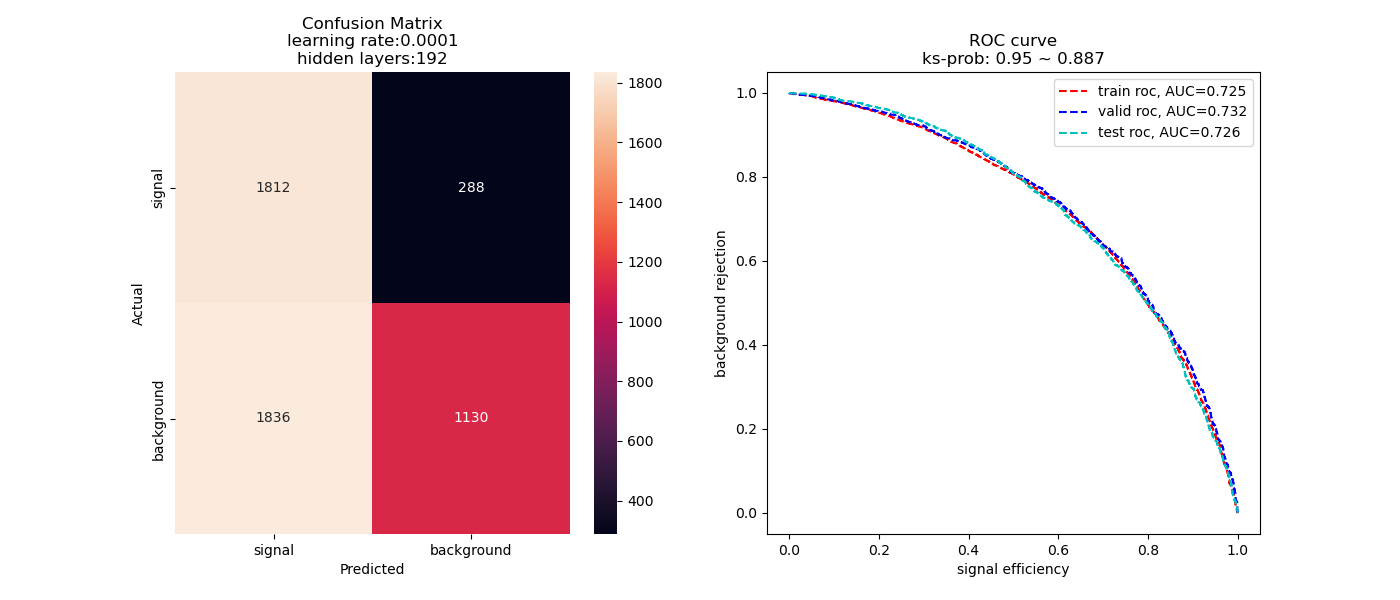 Confusion Matrix
learning rate:0.0001
hidden layers:192
signal
background
Actual
1812
288
1836
1130
signal
background
Predicted
1800
1600
1400
1200
1000
800
600
400
ROC curve
ks-prob: 0.95 ~ 0.887
train roc, AUC=0.725
valid roc, AUC=0.732
test roc, AUC=0.726
background rejection
1.0
0.8
0.6
0.4
0.2
0.0
0.0
0.2
0.4
0.6
0.8
1.0
signal efficiency